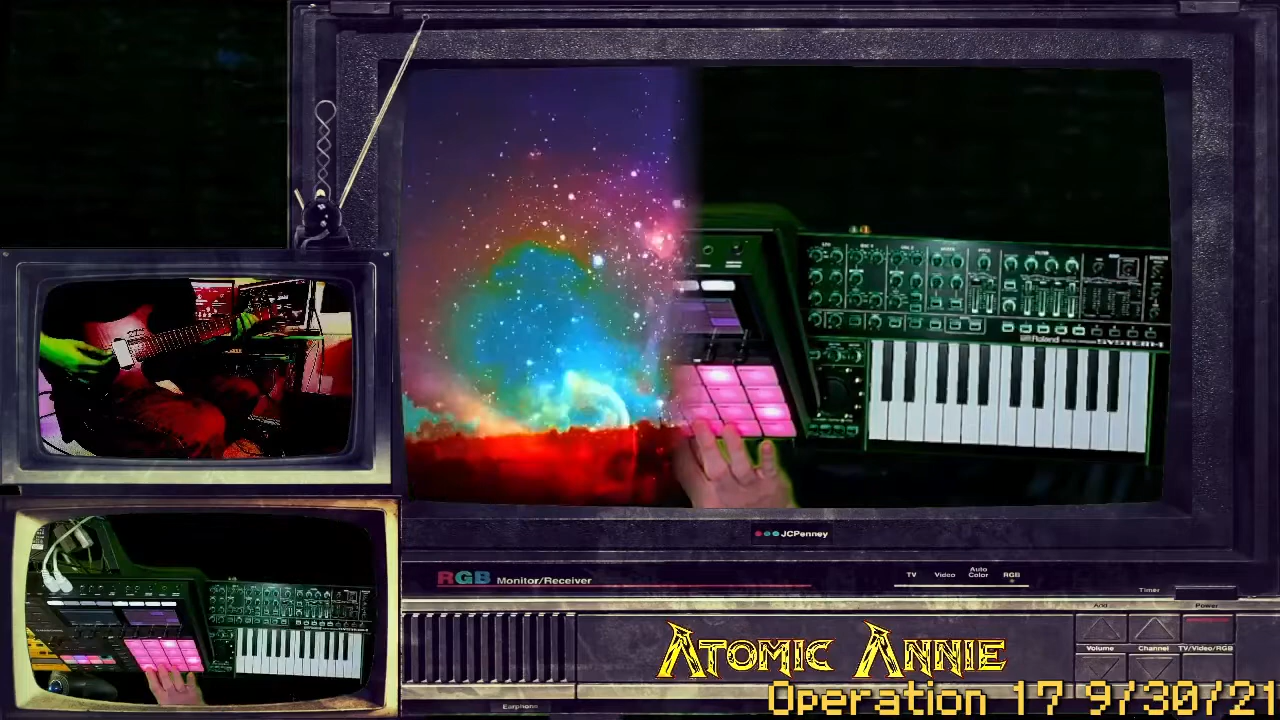 Roland
SYSTEM-1
JCPenney
RGB Monitor/Receiver
TV Video Auto Color RGB
Timer
Power
Volume Channel TV/Video/RGB
Atomic Annie
Operation 17 9/30/21
Earphone